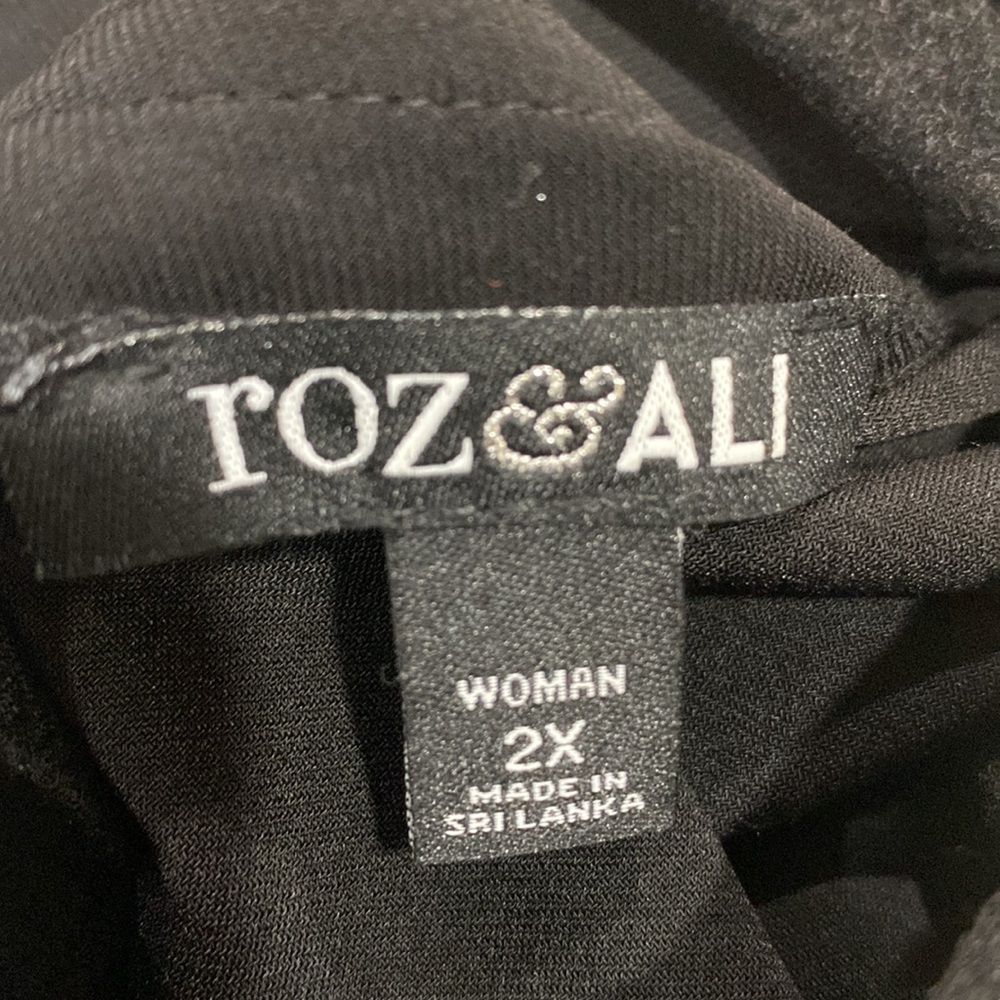 roz&ALI
WOMAN
2X
MADE IN
SRI LANKA